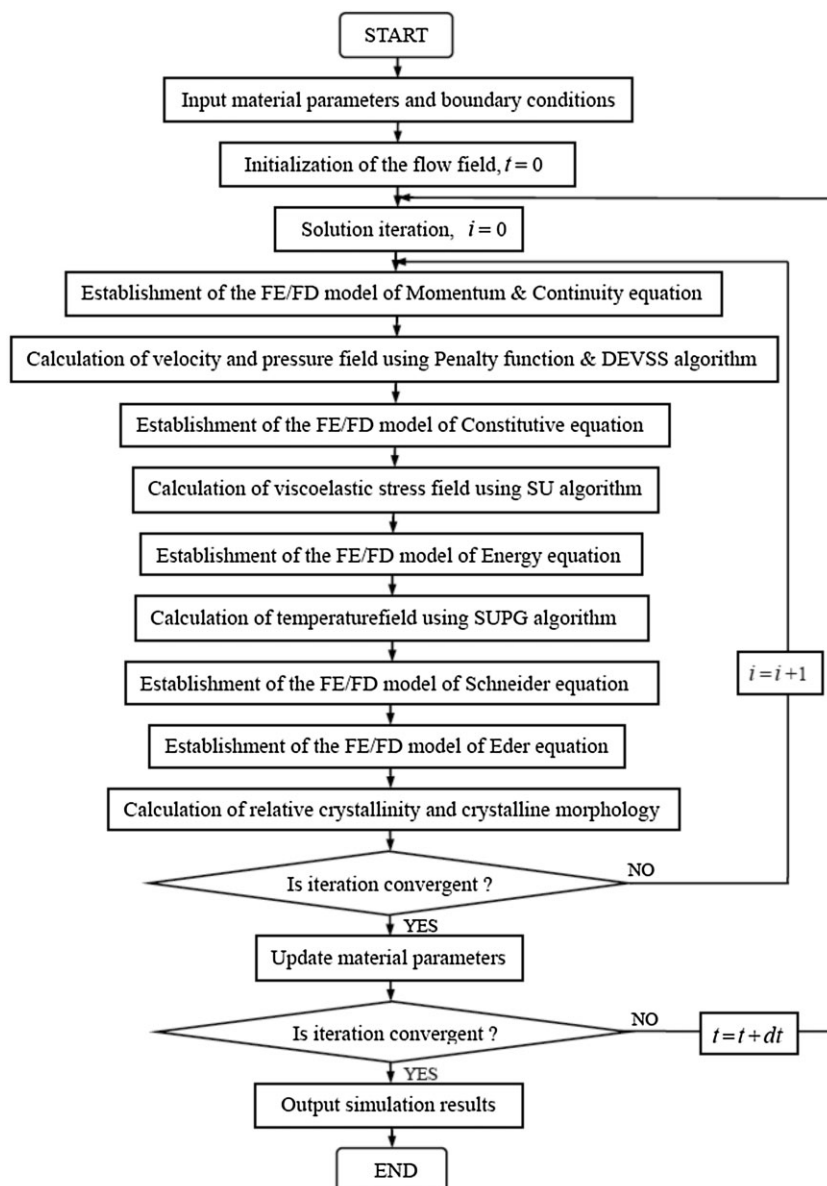 START
Input material parameters and boundary conditions
Initialization of the flow field, t = 0
Solution iteration, i = 0
Establishment of the FE/FD model of Momentum & Continuity equation
Calculation of velocity and pressure field using Penalty function & DEVSS algorithm
Establishment of the FE/FD model of Constitutive equation
Calculation of viscoelastic stress field using SU algorithm
Establishment of the FE/FD model of Energy equation
Calculation of temperaturefield using SUPG algorithm
Establishment of the FE/FD model of Schneider equation
i = i +1
Establishment of the FE/FD model of Eder equation
Calculation of relative crystallinity and crystalline morphology
Is iteration convergent ?
NO
YES
Update material parameters
Is iteration convergent ?
NO
t = t + dt
YES
Output simulation results
END